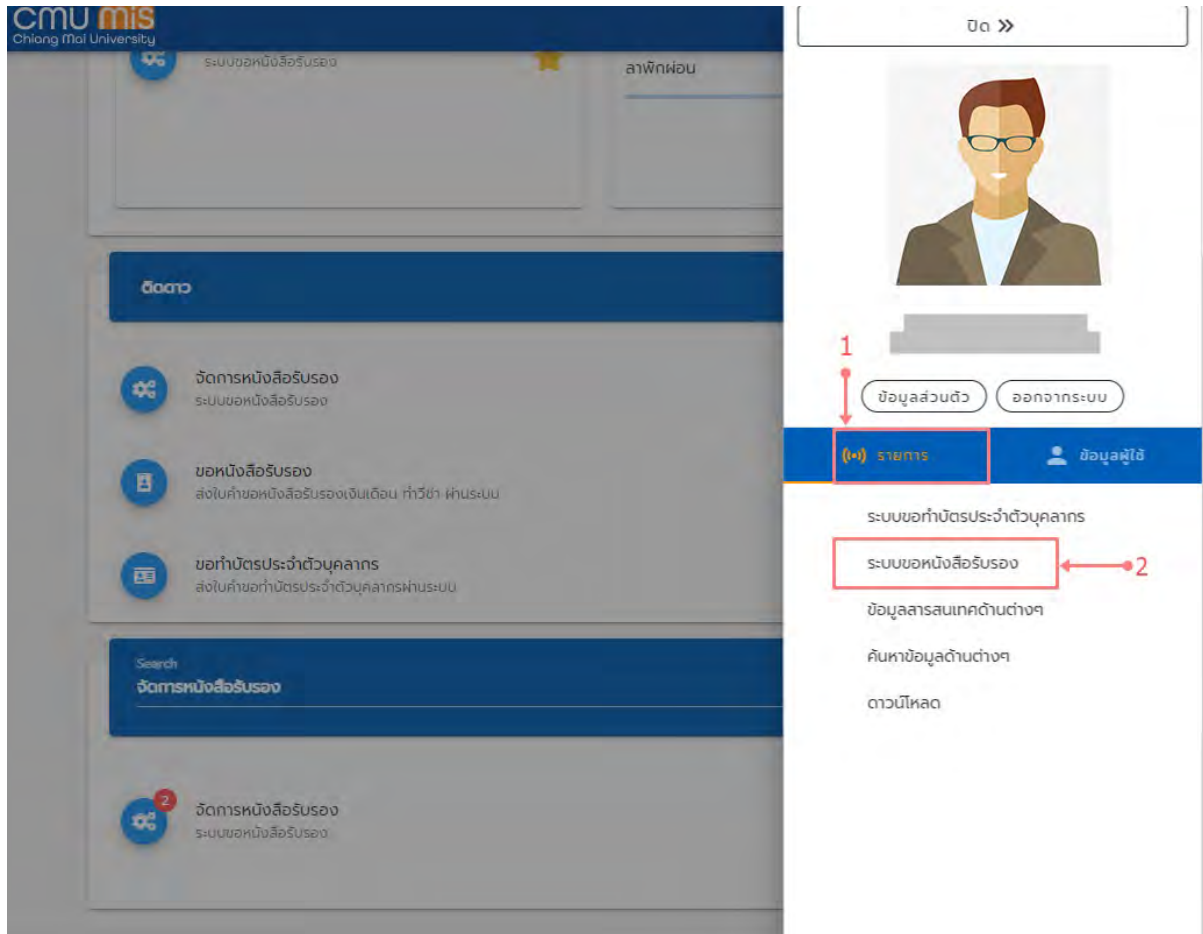 CMU MIS
Chiang Mai University
ระบบขอหนังสือรับรอง
ลาพักผ่อน
ติดดาว
จัดการหนังสือรับรอง
ระบบขอหนังสือรับรอง
ขอหนังสือรับรอง
ส่งใบคำขอหนังสือรับรองเงินเดือน ทำวีซ่า ผ่านระบบ
ขอทำบัตรประจำตัวบุคลากร
ส่งใบคำขอทำบัตรประจำตัวบุคลากรผ่านระบบ
Search
จัดการหนังสือรับรอง
2
จัดการหนังสือรับรอง
ระบบขอหนังสือรับรอง
ปิด »
1
ข้อมูลส่วนตัว ออกจากระบบ
รายการ ข้อมูลผู้ใช้
ระบบขอทำบัตรประจำตัวบุคลากร
ระบบขอหนังสือรับรอง 2
ข้อมูลสารสนเทศด้านต่างๆ
ค้นหาข้อมูลด้านต่างๆ
ดาวน์โหลด